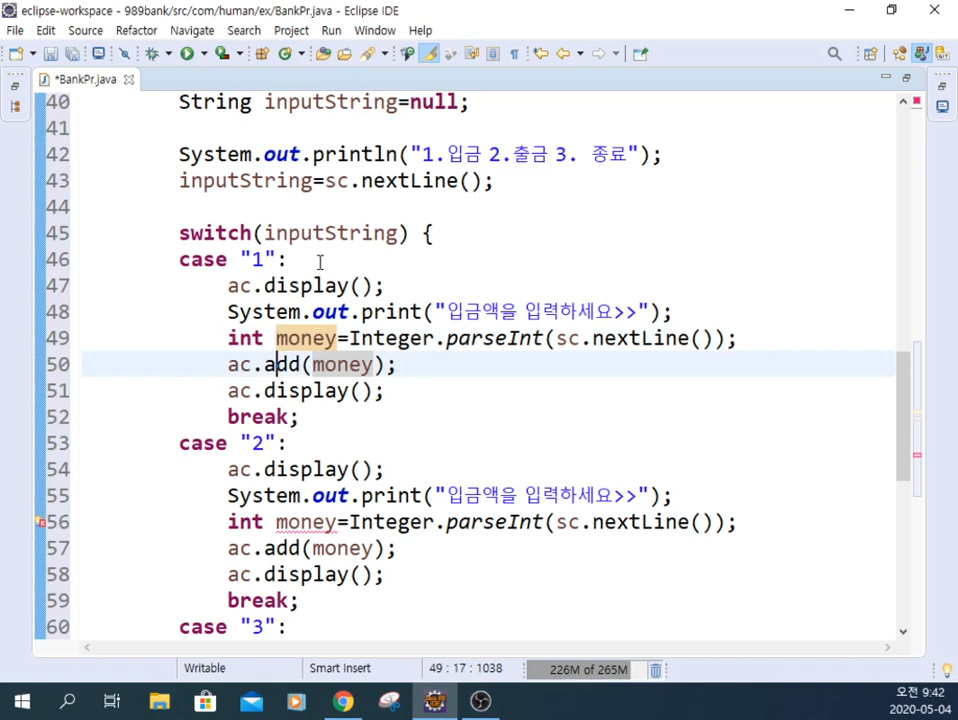 eclipse-workspace - 989bank/src/com/human/ex/BankPr.java - Eclipse IDE
File Edit Source Refactor Navigate Search Project Run Window Help
*BankPr.java
40 String inputString=null;
41
42 System.out.println("1.입금 2.출금 3. 종료");
43 inputString=sc.nextLine();
44
45 switch(inputString) {
46 case "1":
47 ac.display();
48 System.out.print("입금액을 입력하세요>>");
49 int money=Integer.parseInt(sc.nextLine());
50 ac.add(money);
51 ac.display();
52 break;
53 case "2":
54 ac.display();
55 System.out.print("입금액을 입력하세요>>");
56 int money=Integer.parseInt(sc.nextLine());
57 ac.add(money);
58 ac.display();
59 break;
60 case "3":
Writable Smart Insert 49 : 17 : 1038 226M of 265M
오전 9:42
2020-05-04